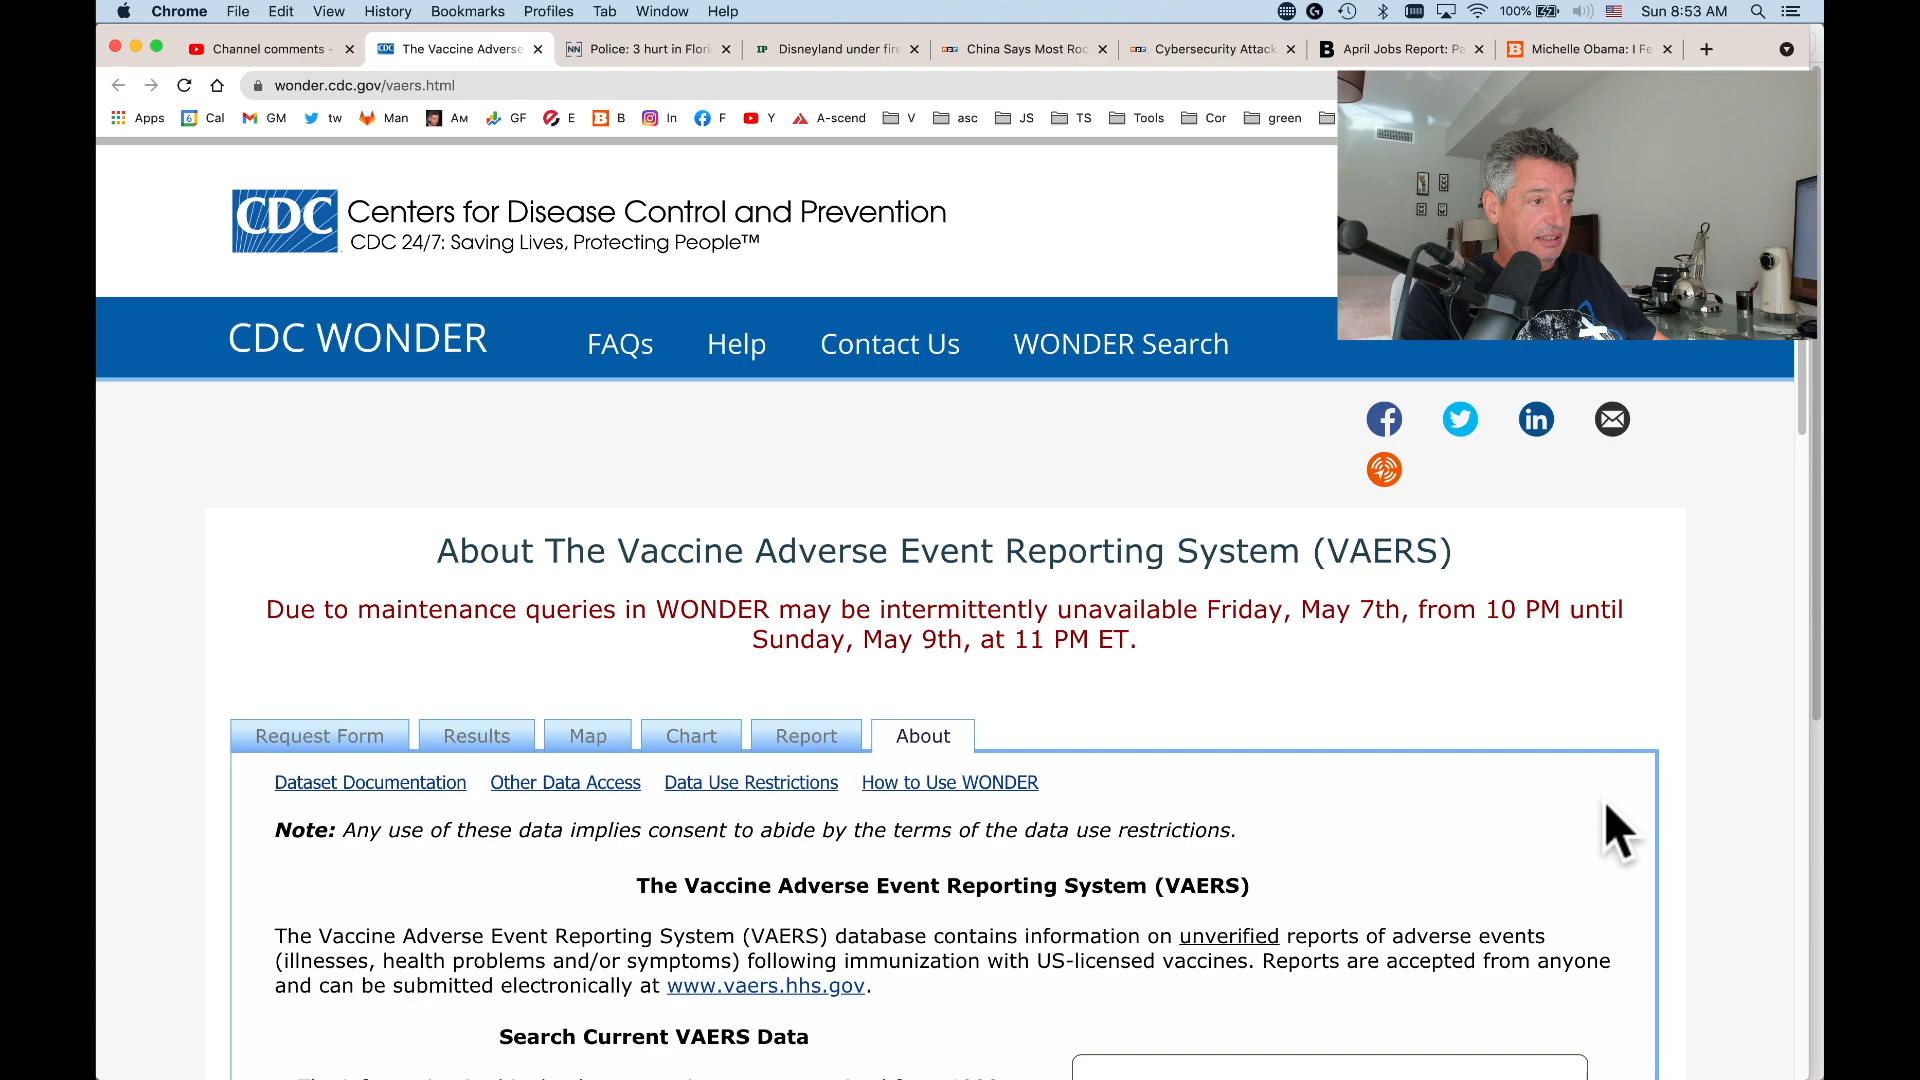 Chrome File Edit View History Bookmarks Profiles Tab Window Help 100% Sun 8:53 AM
Channel comments - The Vaccine Adverse Police: 3 hurt in Flori Disneyland under fire China Says Most Roc Cybersecurity Attack April Jobs Report: Pa Michelle Obama: I Fe
wonder.cdc.gov/vaers.html
Apps Cal GM tw Man AM GF E B In F Y A-scend V asc JS TS Tools Cor green
CDC Centers for Disease Control and Prevention
CDC 24/7: Saving Lives, Protecting People™
CDC WONDER FAQs Help Contact Us WONDER Search
About The Vaccine Adverse Event Reporting System (VAERS)
Due to maintenance queries in WONDER may be intermittently unavailable Friday, May 7th, from 10 PM until
Sunday, May 9th, at 11 PM ET.
Request Form Results Map Chart Report About
Dataset Documentation Other Data Access Data Use Restrictions How to Use WONDER
Note: Any use of these data implies consent to abide by the terms of the data use restrictions.
The Vaccine Adverse Event Reporting System (VAERS)
The Vaccine Adverse Event Reporting System (VAERS) database contains information on unverified reports of adverse events
(illnesses, health problems and/or symptoms) following immunization with US-licensed vaccines. Reports are accepted from anyone
and can be submitted electronically at www.vaers.hhs.gov.
Search Current VAERS Data